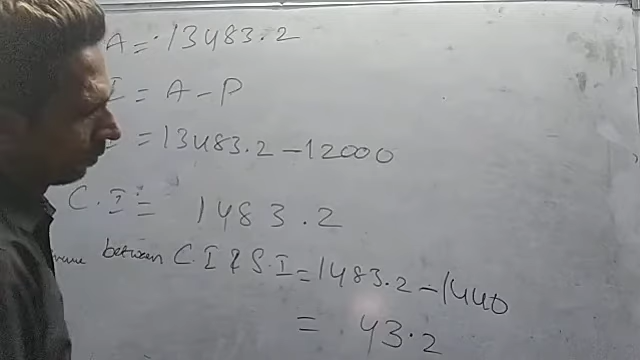 A = 13483.2
I = A - P
= 13483.2 - 12000
C.I = 1483.2
between C.I & S.I = 1483.2 - 1440
= 43.2